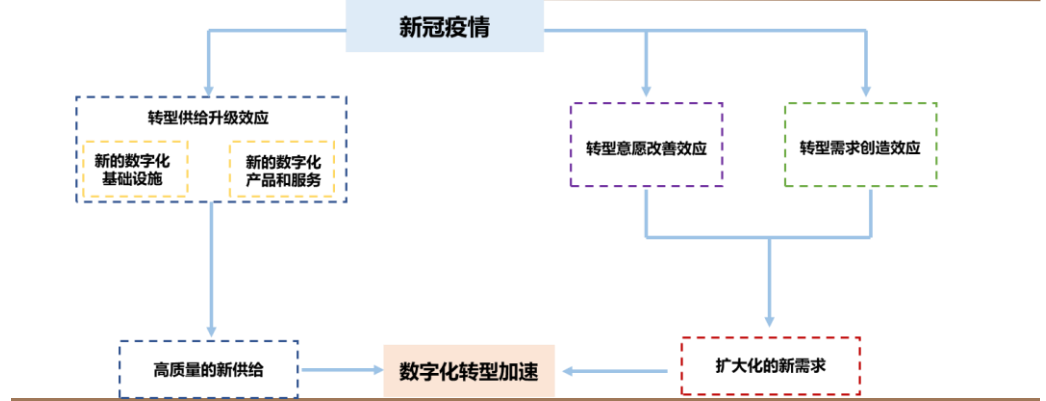 新冠疫情
转型供给升级效应
新的数字化
基础设施
新的数字化
产品和服务
转型意愿改善效应
转型需求创造效应
高质量的新供给
数字化转型加速
扩大化的新需求